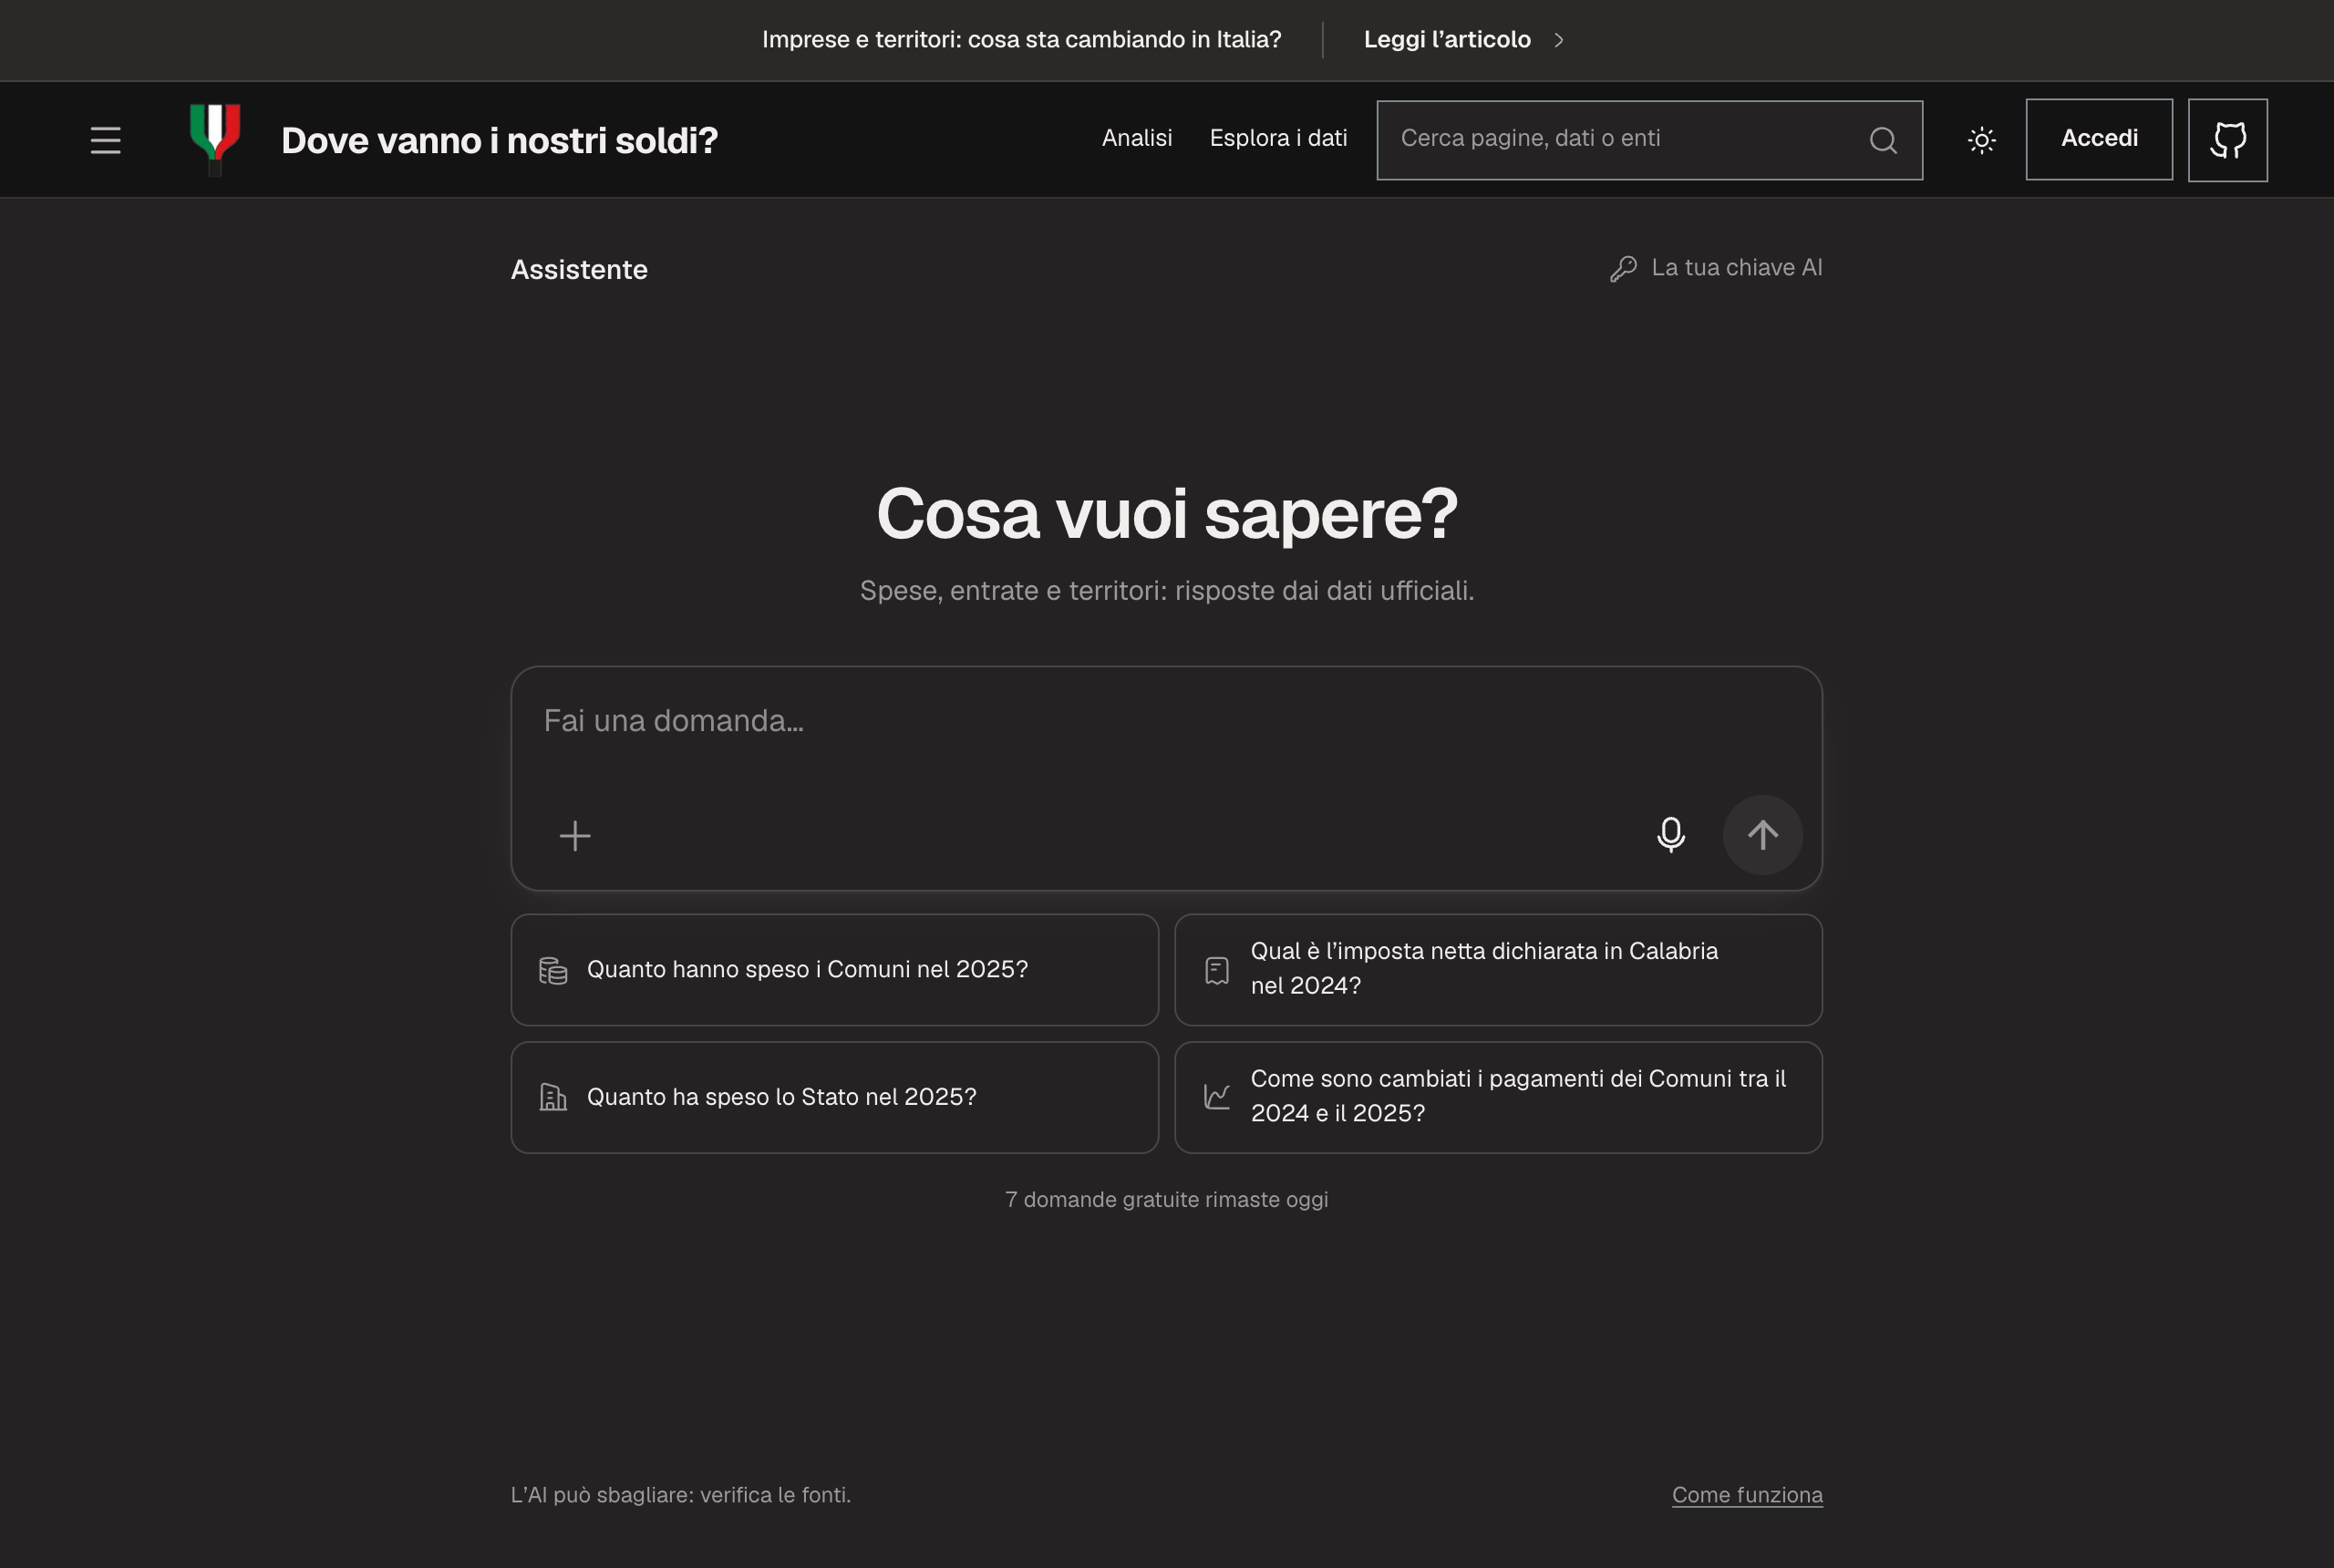 Imprese e territori: cosa sta cambiando in Italia?
Leggi l’articolo
Dove vanno i nostri soldi?
Analisi
Esplora i dati
Cerca pagine, dati o enti
Accedi
Assistente
La tua chiave AI
Cosa vuoi sapere?
Spese, entrate e territori: risposte dai dati ufficiali.
Fai una domanda…
Quanto hanno speso i Comuni nel 2025?
Qual è l’imposta netta dichiarata in Calabria
nel 2024?
Quanto ha speso lo Stato nel 2025?
Come sono cambiati i pagamenti dei Comuni tra il
2024 e il 2025?
7 domande gratuite rimaste oggi
L’AI può sbagliare: verifica le fonti.
Come funziona